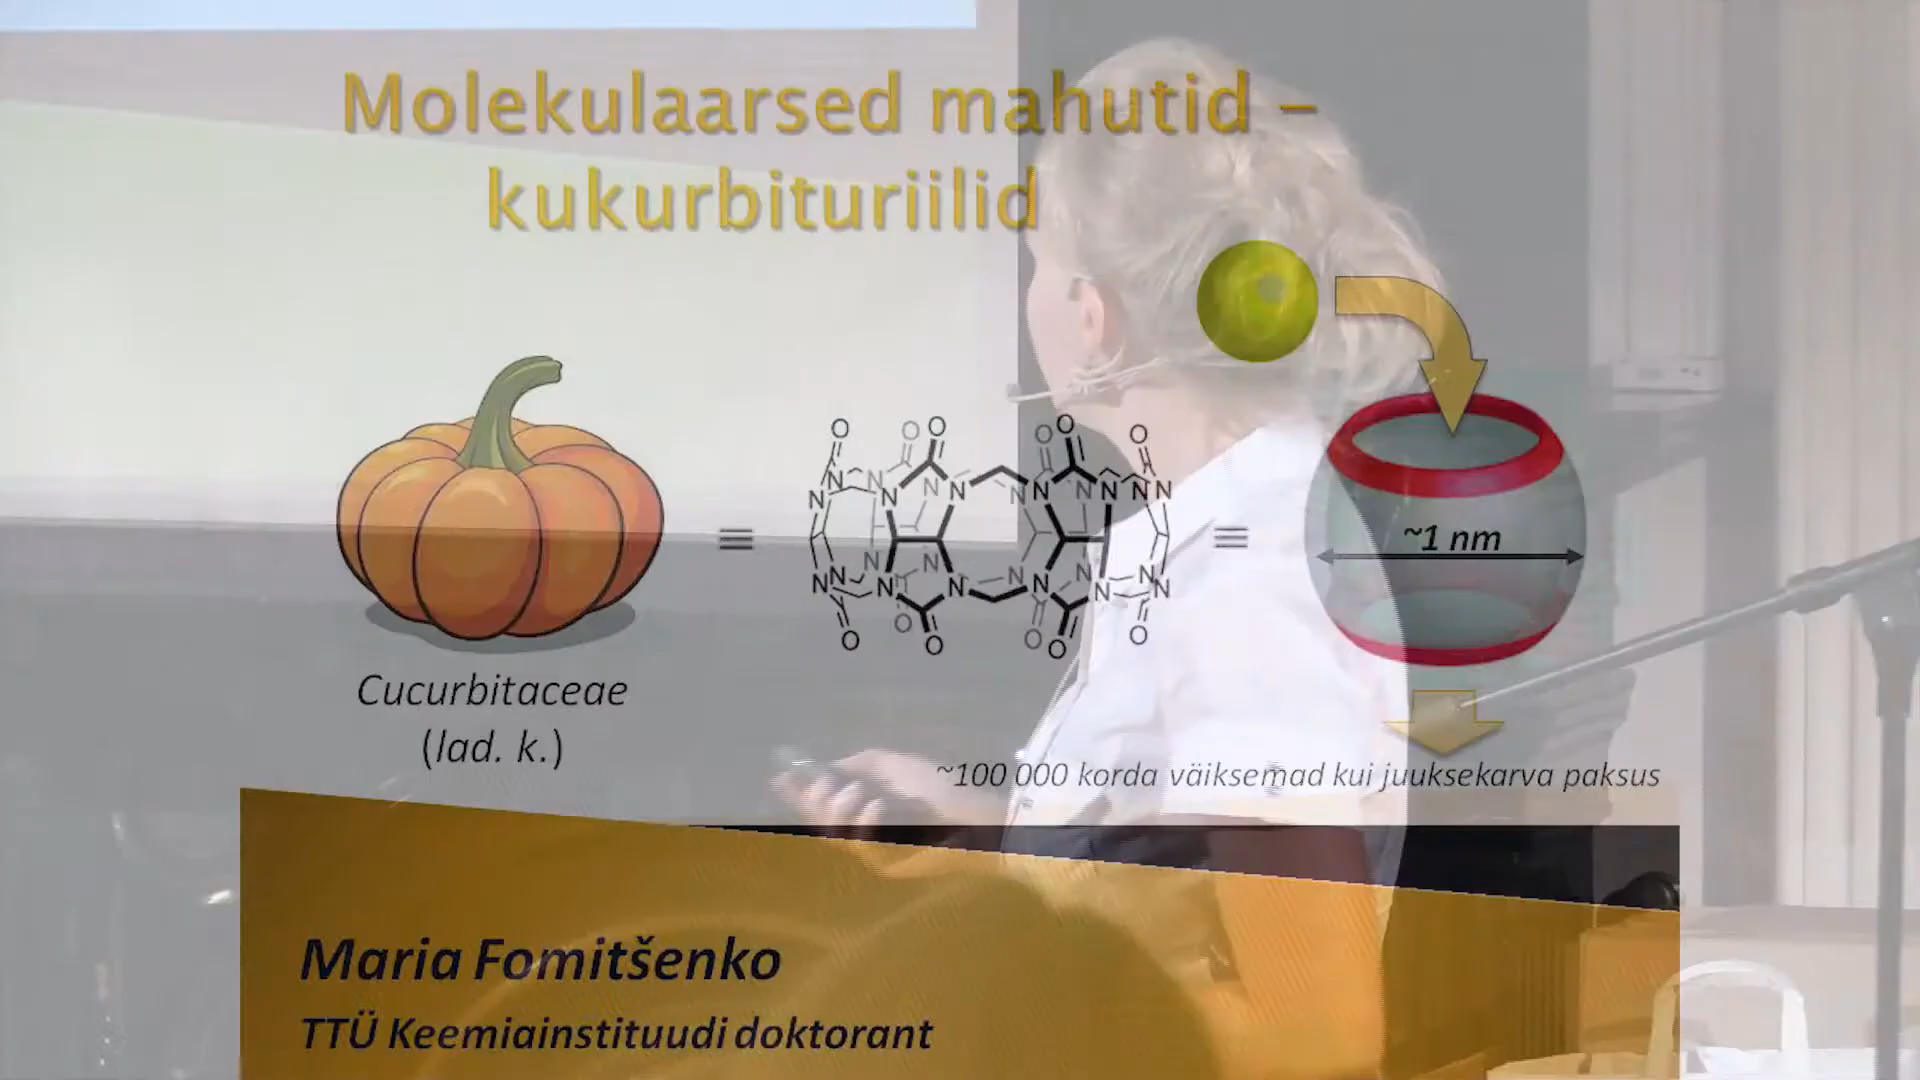 Molekulaarsed mahutid –
kukurbituriilid
~1 nm
Cucurbitaceae
(lad. k.)
~100 000 korda väiksemad kui juuksekarva paksus
Maria Fomitšenko
TTÜ Keemiainstituudi doktorant